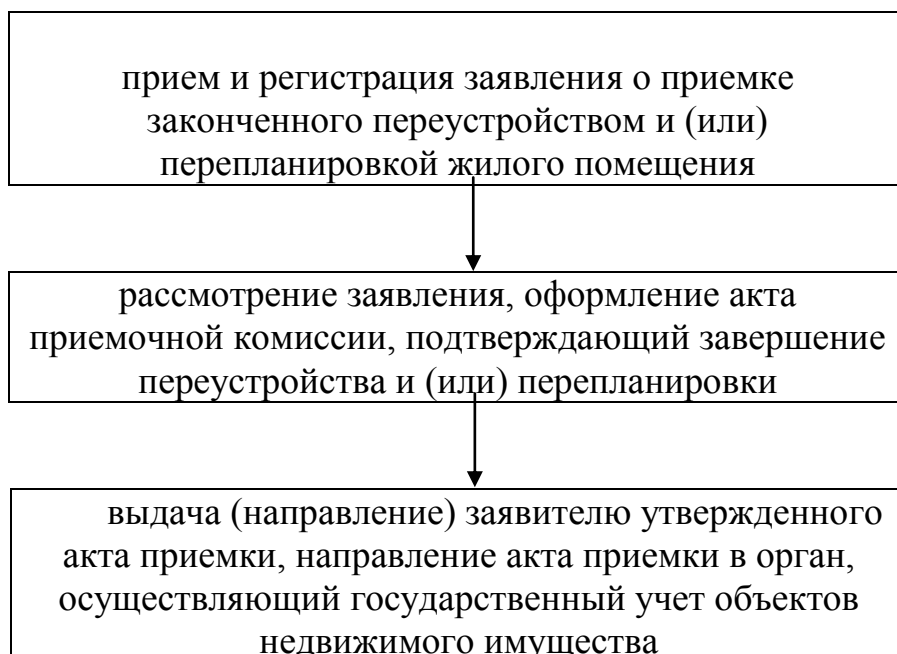 прием и регистрация заявления о приемке
законченного переустройством и (или)
перепланировкой жилого помещения
рассмотрение заявления, оформление акта
приемочной комиссии, подтверждающий завершение
переустройства и (или) перепланировки
выдача (направление) заявителю утвержденного
акта приемки, направление акта приемки в орган,
осуществляющий государственный учет объектов
недвижимого имущества